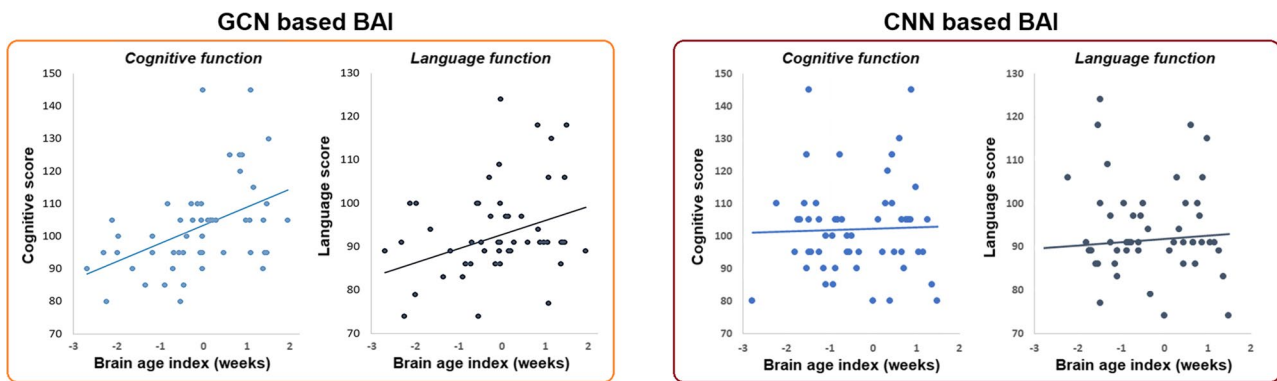 GCN based BAI
Cognitive function
Language function
Cognitive score
150
140
130
120
110
100
90
80
70
-3 -2 -1 0 1 2
Brain age index (weeks)
Language score
130
120
110
100
90
80
70
-3 -2 -1 0 1 2
Brain age index (weeks)
CNN based BAI
Cognitive function
Language function
Cognitive score
150
140
130
120
110
100
90
80
70
-3 -2 -1 0 1 2
Brain age index (weeks)
Language score
130
120
110
100
90
80
70
-3 -2 -1 0 1 2
Brain age index (weeks)